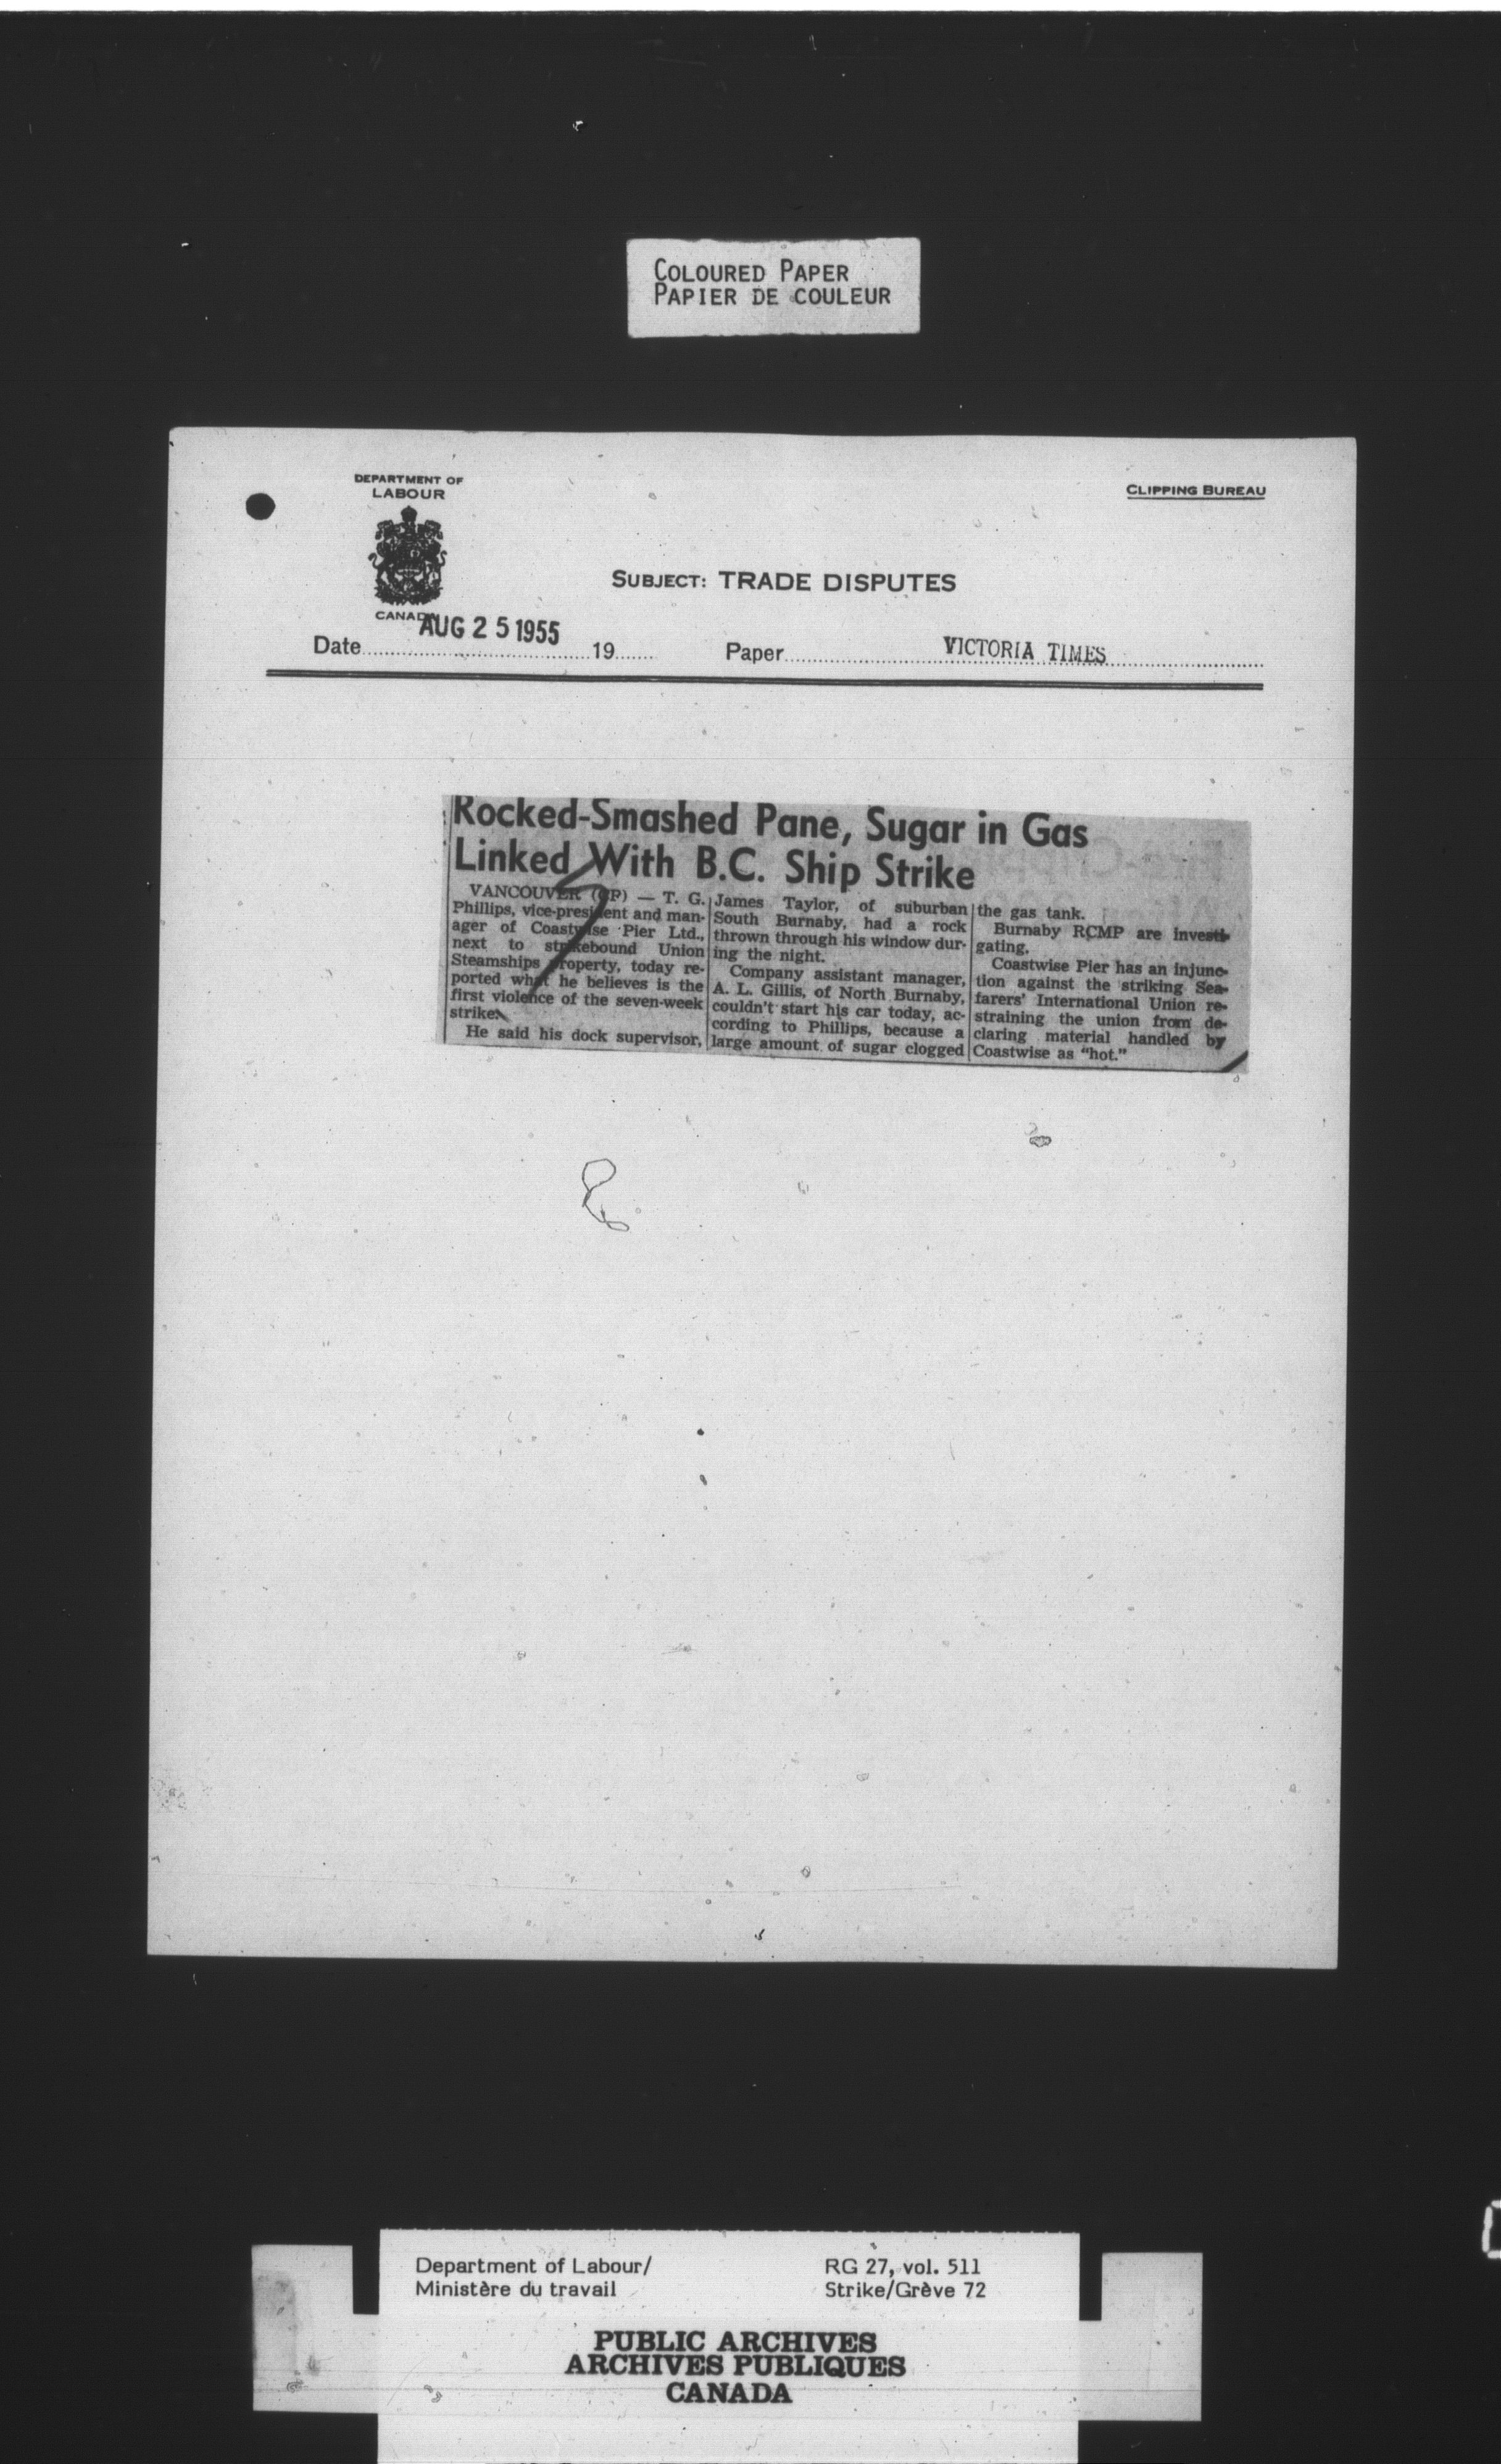 COLOURED PAPER
PAPIER DE COULEUR
DEPARTMENT OF
LABOUR
CANADA
CLIPPING BUREAU
SUBJECT: TRADE DISPUTES
Date AUG 25 1955 19
Paper VICTORIA TIMES
Rocked-Smashed Pane, Sugar in Gas
Linked With B.C. Ship Strike
VANCOUVER (CP) — T. G.
Phillips, vice-president and man-
ager of Coastwise Pier Ltd.,
next to strikebound Union
Steamships property, today re-
ported what he believes is the
first violence of the seven-week
strike.
He said his dock supervisor,
James Taylor, of suburban
South Burnaby, had a rock
thrown through his window dur-
ing the night.
Company assistant manager,
A. L. Gillis, of North Burnaby,
couldn't start his car today, ac-
cording to Phillips, because a
large amount of sugar clogged
the gas tank.
Burnaby RCMP are investi-
gating.
Coastwise Pier has an injunc-
tion against the striking Sea-
farers' International Union re-
straining the union from de-
claring material handled by
Coastwise as "hot."
Department of Labour/
Ministère du travail
RG 27, vol. 511
Strike/Grève 72
PUBLIC ARCHIVES
ARCHIVES PUBLIQUES
CANADA